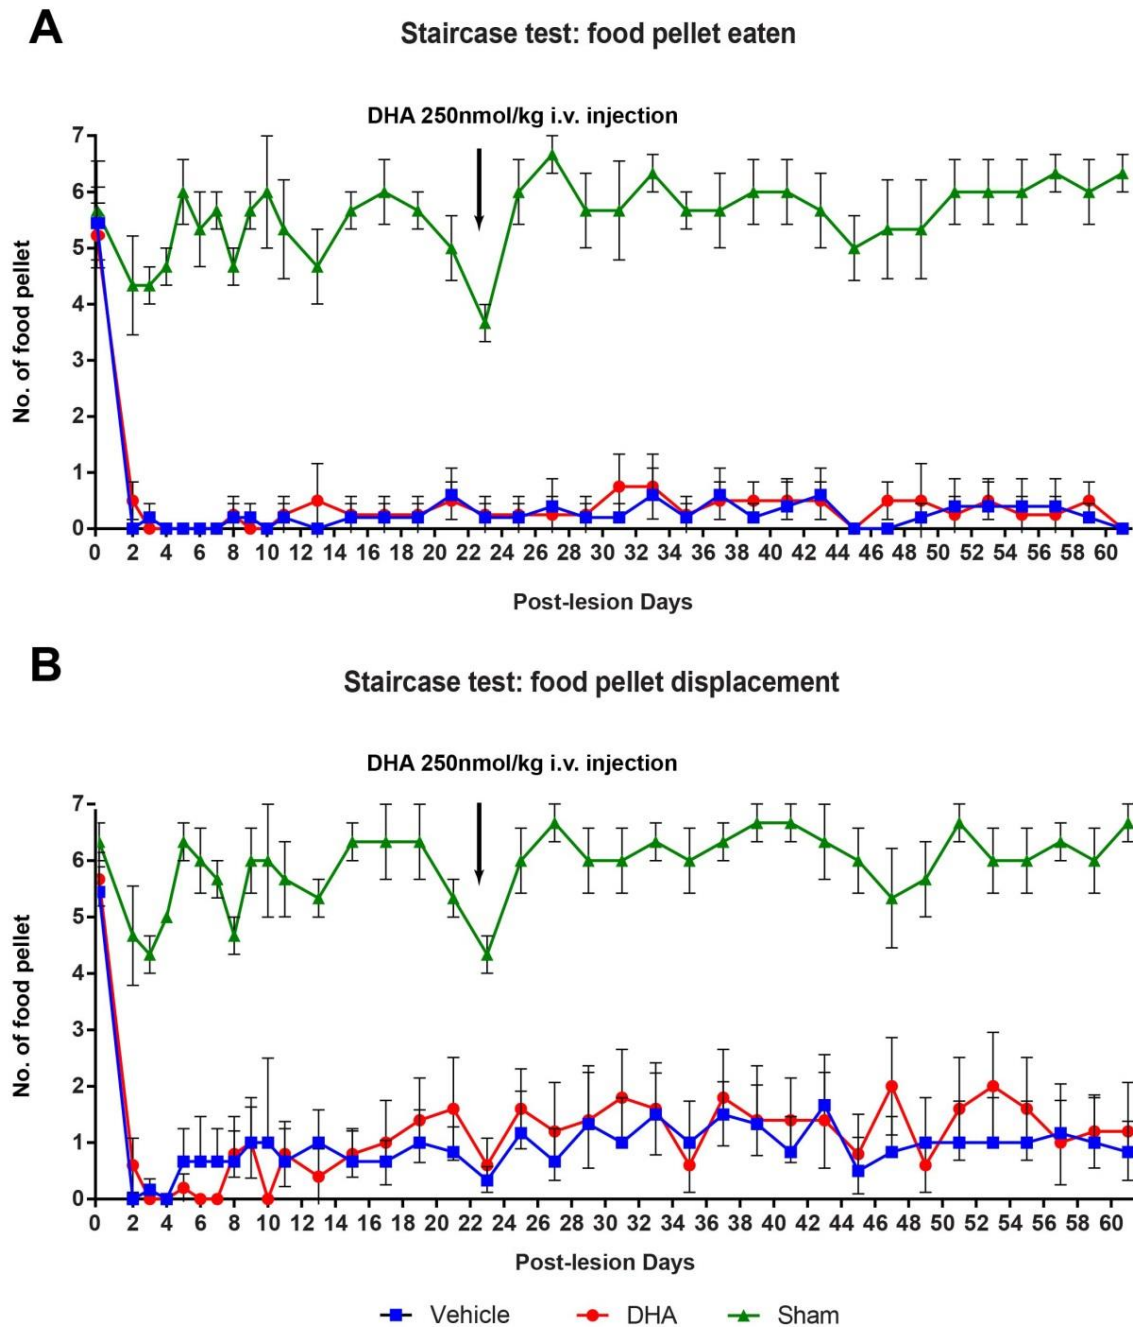 A
Staircase test: food pellet eaten
DHA 250nmol/kg i.v. injection
7
6
5
4
3
2
1
0
No. of food pellet
0 2 4 6 8 10 12 14 16 18 20 22 24 26 28 30 32 34 36 38 40 42 44 46 48 50 52 54 56 58 60
Post-lesion Days
B
Staircase test: food pellet displacement
DHA 250nmol/kg i.v. injection
7
6
5
4
3
2
1
0
No. of food pellet
0 2 4 6 8 10 12 14 16 18 20 22 24 26 28 30 32 34 36 38 40 42 44 46 48 50 52 54 56 58 60
Post-lesion Days
Vehicle DHA Sham